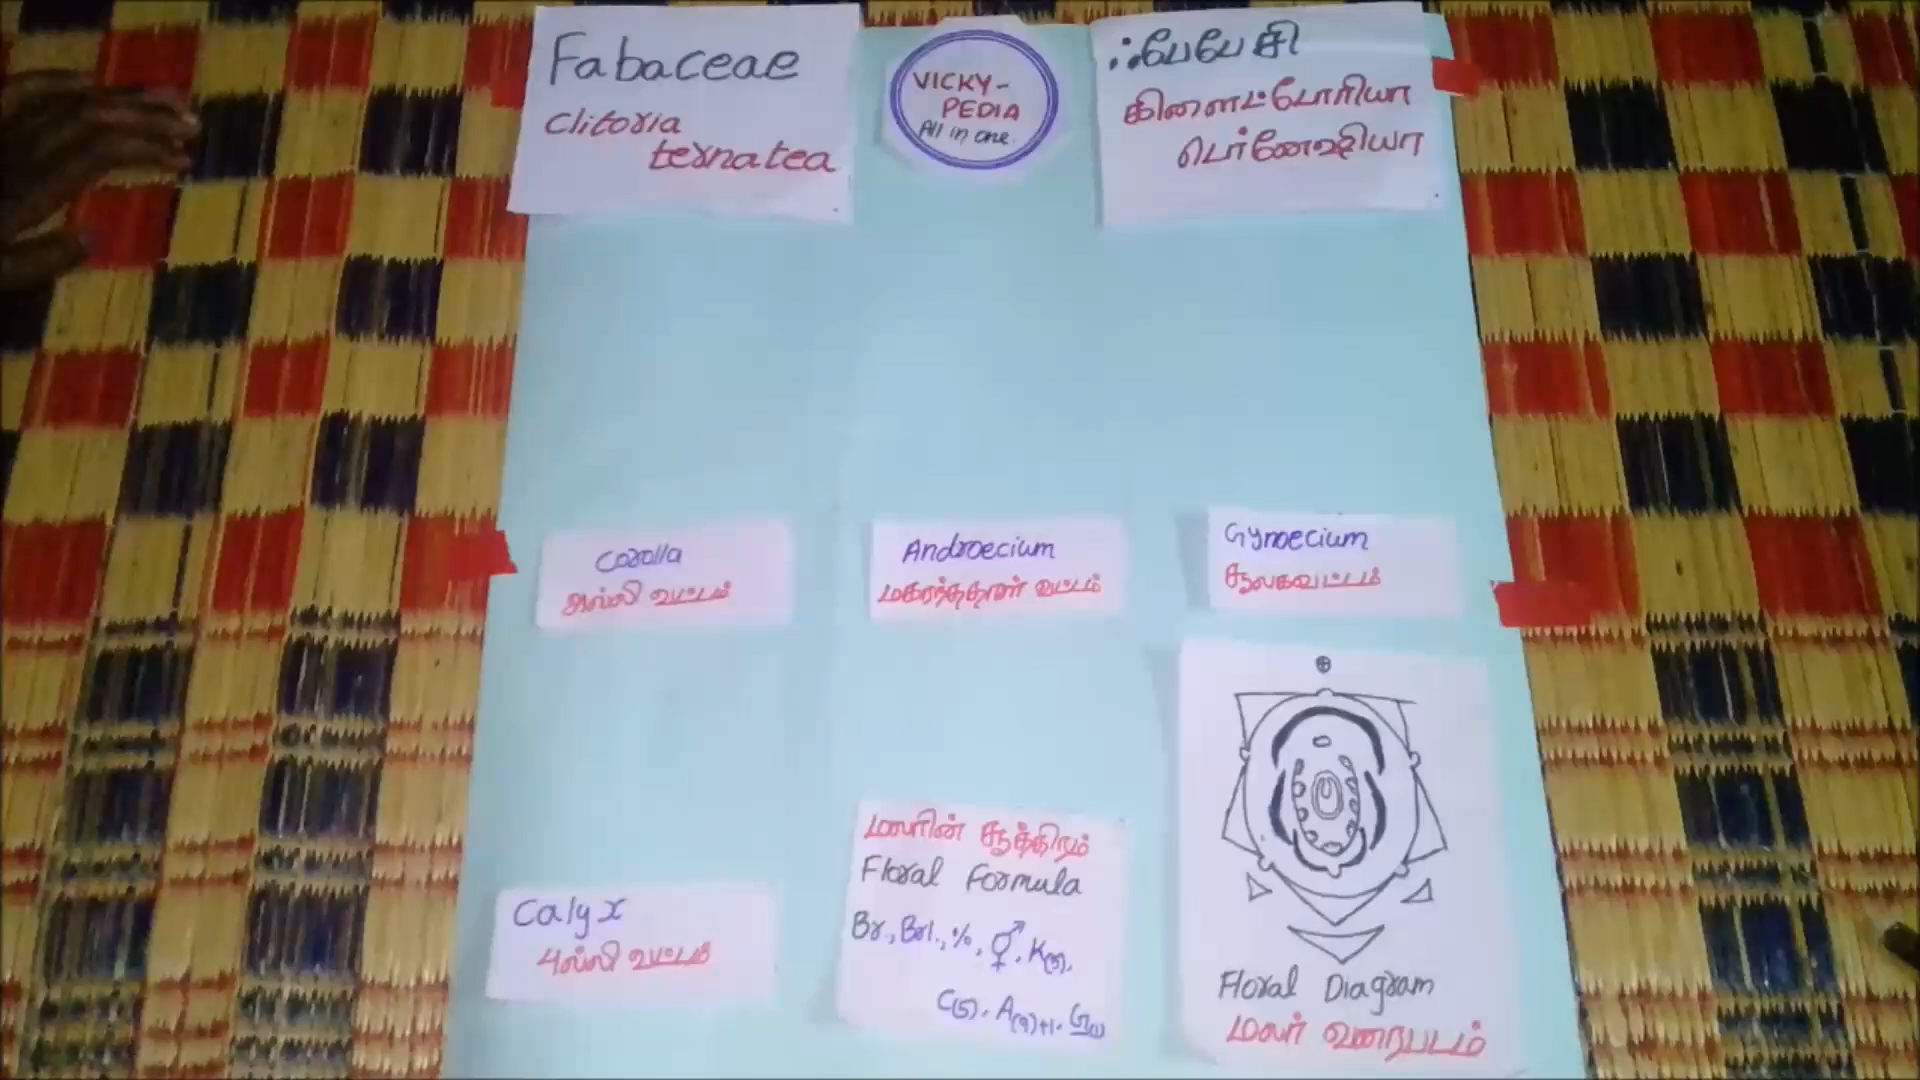 Fabaceae
Clitoria
ternatea
VICKY-
PEDIA
All in one.
ஃபேபேசி
கிளைட்டோரியா
டெர்னேஷியா
Corolla
அல்லி வட்டம்
Androecium
மகரந்ததாள் வட்டம்
Gynoecium
சூலகவட்டம்
Calyx
புல்லி வட்டம்
மலரின் சூத்திரம்
Floral Formula
Br., Brl., %, ⚥, K(5),
C(5), A(9)+1, G(1)
Floral Diagram
மலர் வரைபடம்